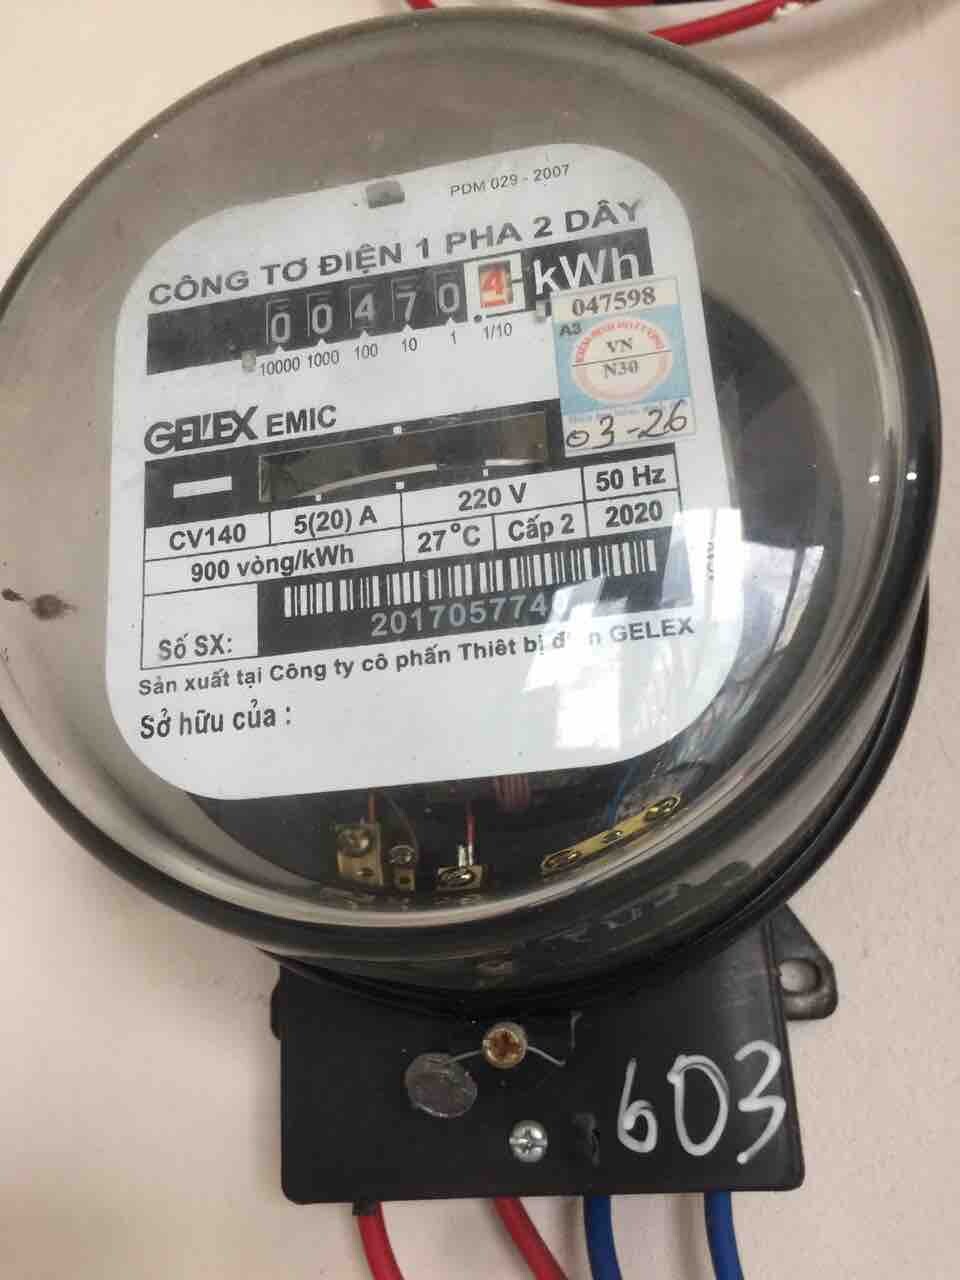 PDM 029 - 2007
CÔNG TƠ ĐIỆN 1 PHA 2 DÂY
0 0 4 7 0 4 kWh
10000 1000 100 10 1 1/10
047598
A3
VN
N30
03-26
GELEX EMIC
CV140 5(20) A 220 V 50 Hz
900 vòng/kWh 27°C Cấp 2 2020
Số SX:
Sản xuất tại Công ty cổ phần Thiêt bị GELEX
Sở hữu của :
603